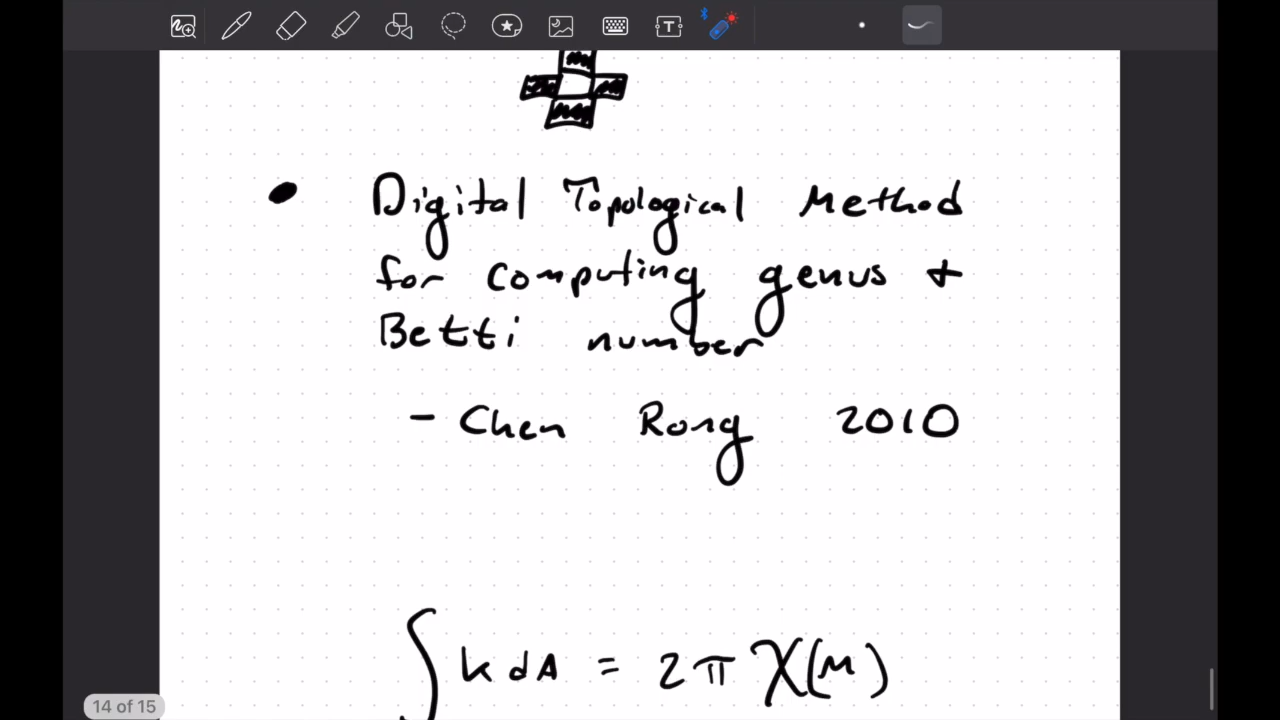 • Digital Topological Method
for computing genus +
Betti number
- Chen Rong 2010
∫ k dA = 2π χ(M)
14 of 15